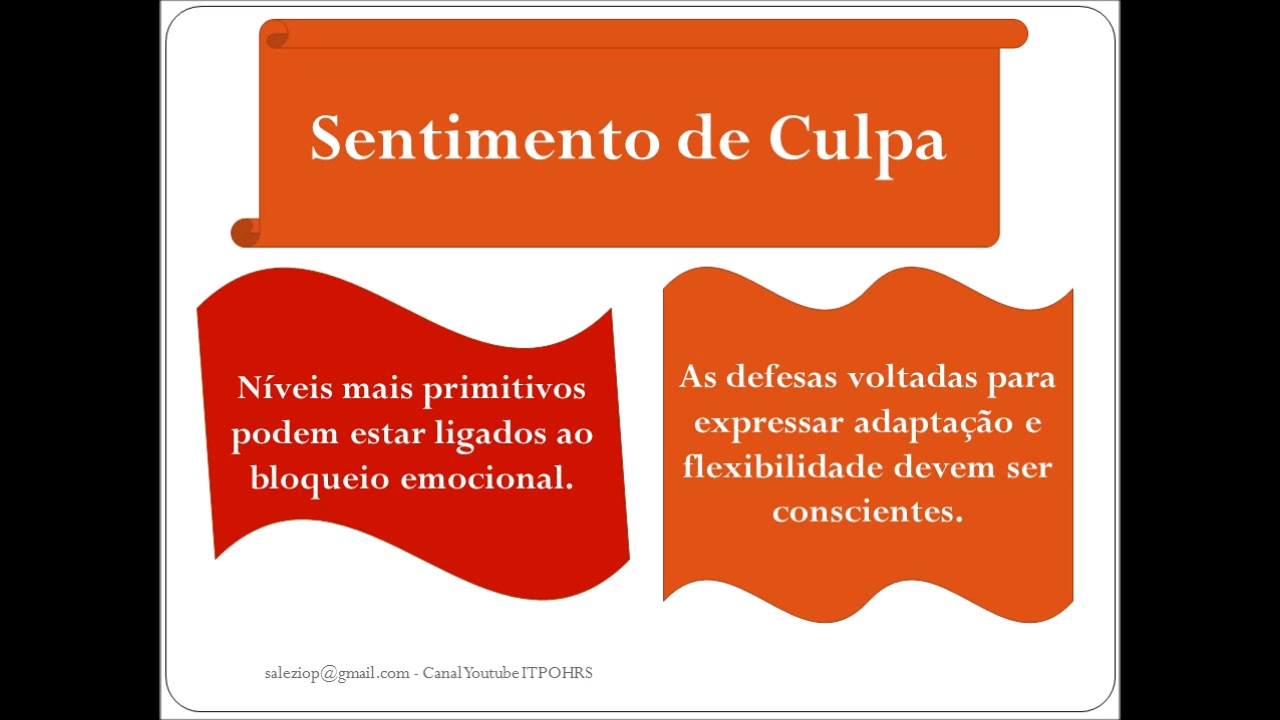 Sentimento de Culpa
Níveis mais primitivos
podem estar ligados ao
bloqueio emocional.
As defesas voltadas para
expressar adaptação e
flexibilidade devem ser
conscientes.
saleziop@gmail.com - Canal Youtube ITPOHRS